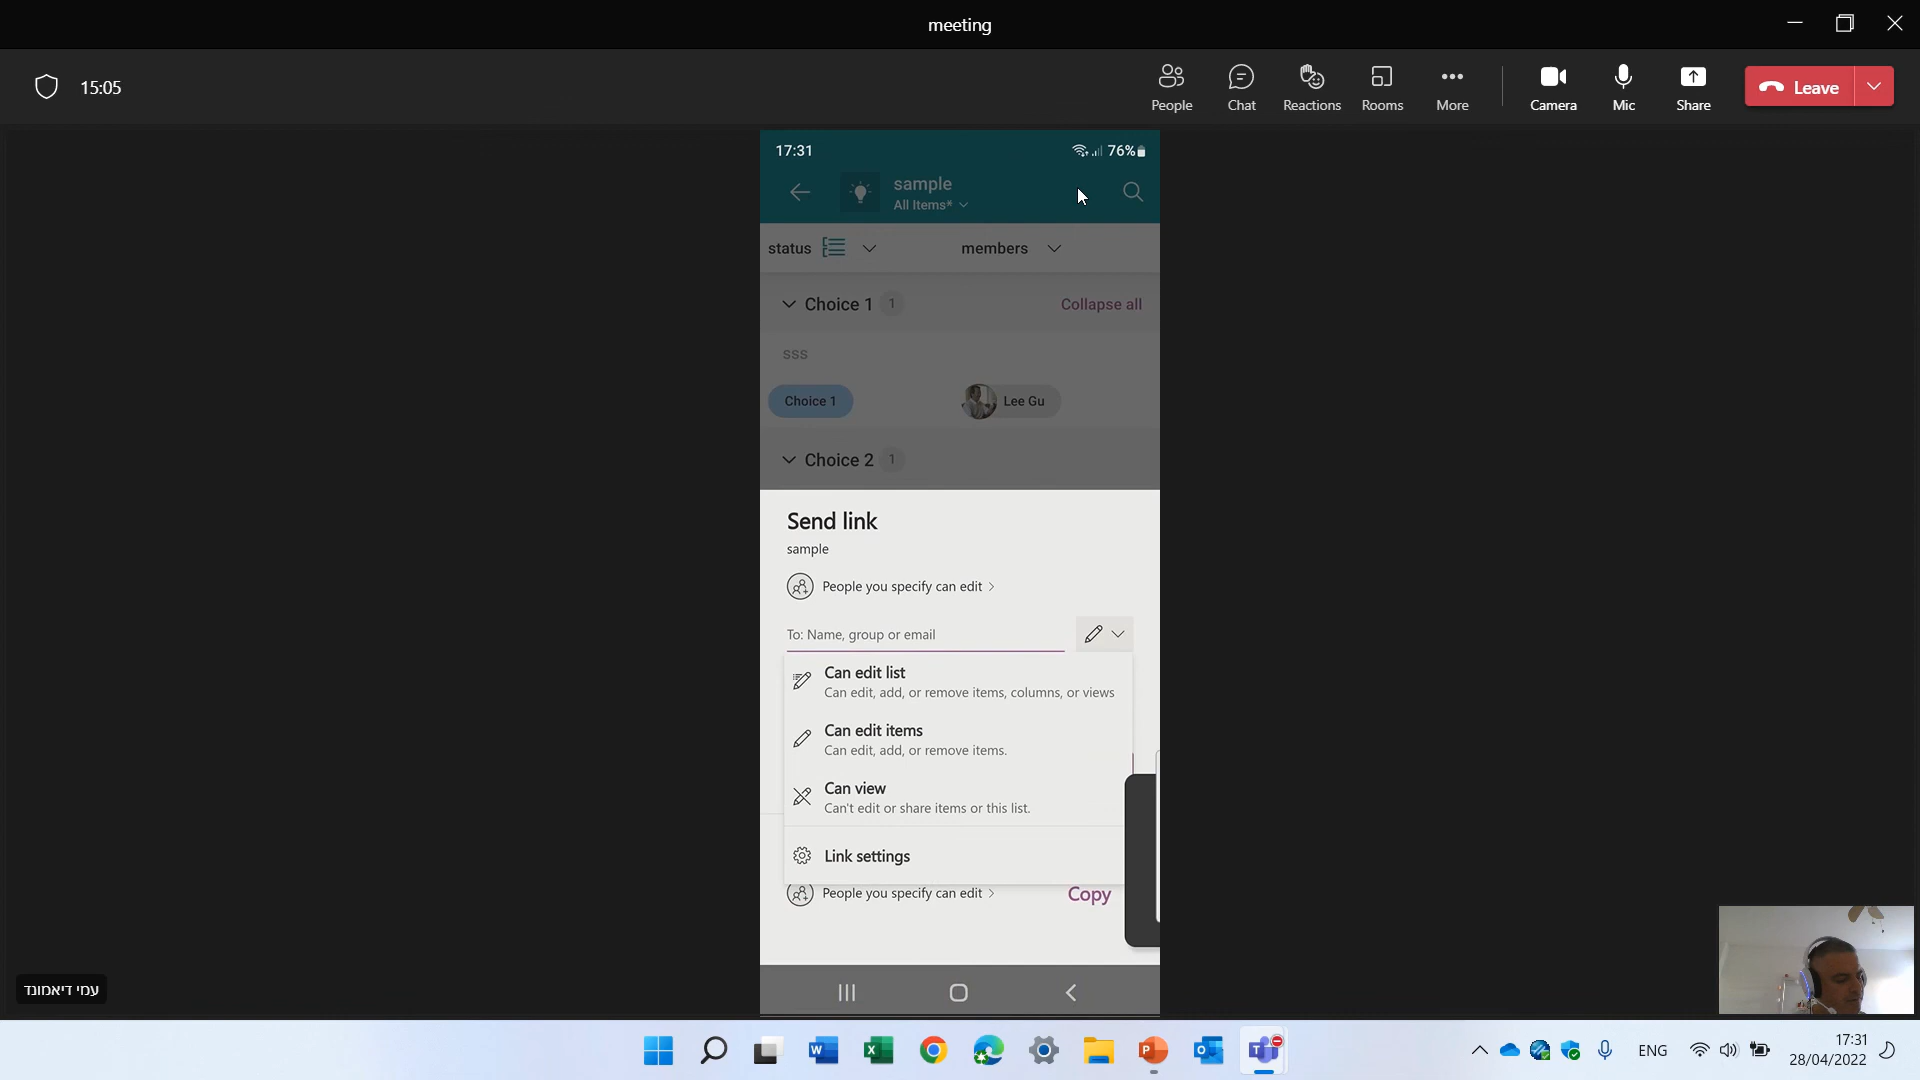 meeting
15:05
People
Chat
Reactions
Rooms
More
Camera
Mic
Share
Leave
17:31
76%
sample
All Items*
status
members
Choice 1 1
Collapse all
sss
Choice 1
Lee Gu
Choice 2 1
Send link
sample
People you specify can edit
To: Name, group or email
Can edit list
Can edit, add, or remove items, columns, or views
Can edit items
Can edit, add, or remove items.
Can view
Can't edit or share items or this list.
Link settings
People you specify can edit
Copy
עמי דיאמונד
ENG
17:31
28/04/2022